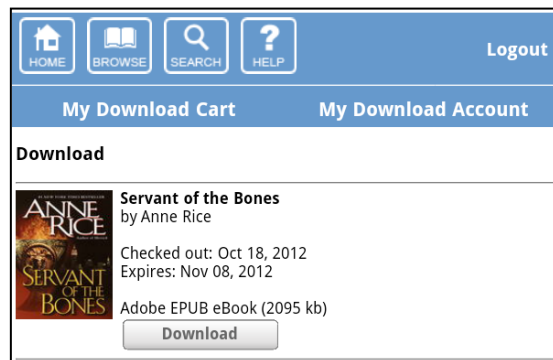 HOME BROWSE SEARCH ? HELP
Logout
My Download Cart My Download Account
Download
ANNE
RICE
SERVANT
OF THE
BONES
Servant of the Bones
by Anne Rice
Checked out: Oct 18, 2012
Expires: Nov 08, 2012
Adobe EPUB eBook (2095 kb)
Download